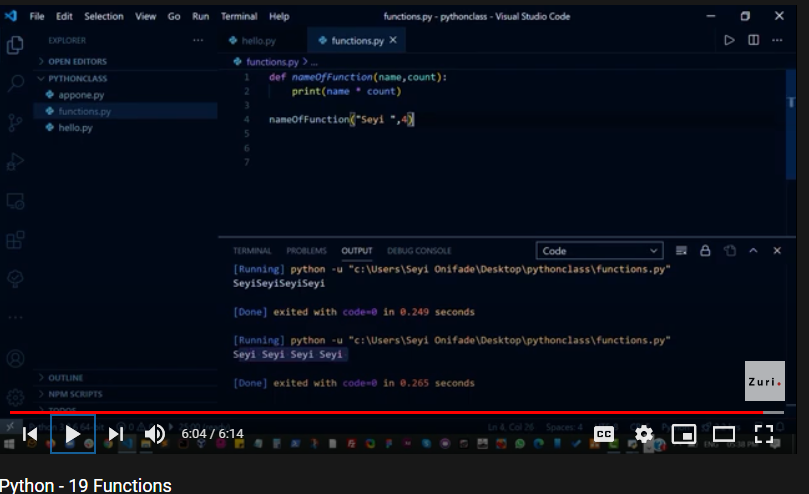 File Edit Selection View Go Run Terminal Help functions.py - pythonclass - Visual Studio Code
EXPLORER ... hello.py functions.py
OPEN EDITORS functions.py > ...
PYTHONCLASS
appone.py
functions.py
hello.py
1 def nameOfFunction(name,count):
2 print(name * count)
3
4 nameOfFunction("Seyi ",4)
5
6
7
TERMINAL PROBLEMS OUTPUT DEBUG CONSOLE Code
[Running] python -u "c:\Users\Seyi Onifade\Desktop\pythonclass\functions.py"
SeyiSeyiSeyiSeyi
[Done] exited with code=0 in 0.249 seconds
[Running] python -u "c:\Users\Seyi Onifade\Desktop\pythonclass\functions.py"
Seyi Seyi Seyi Seyi
[Done] exited with code=0 in 0.265 seconds
OUTLINE
NPM SCRIPTS
TODOS
Zuri.
Ln 4, Col 26 Spaces: 4
6:04 / 6:14
CC
Python - 19 Functions